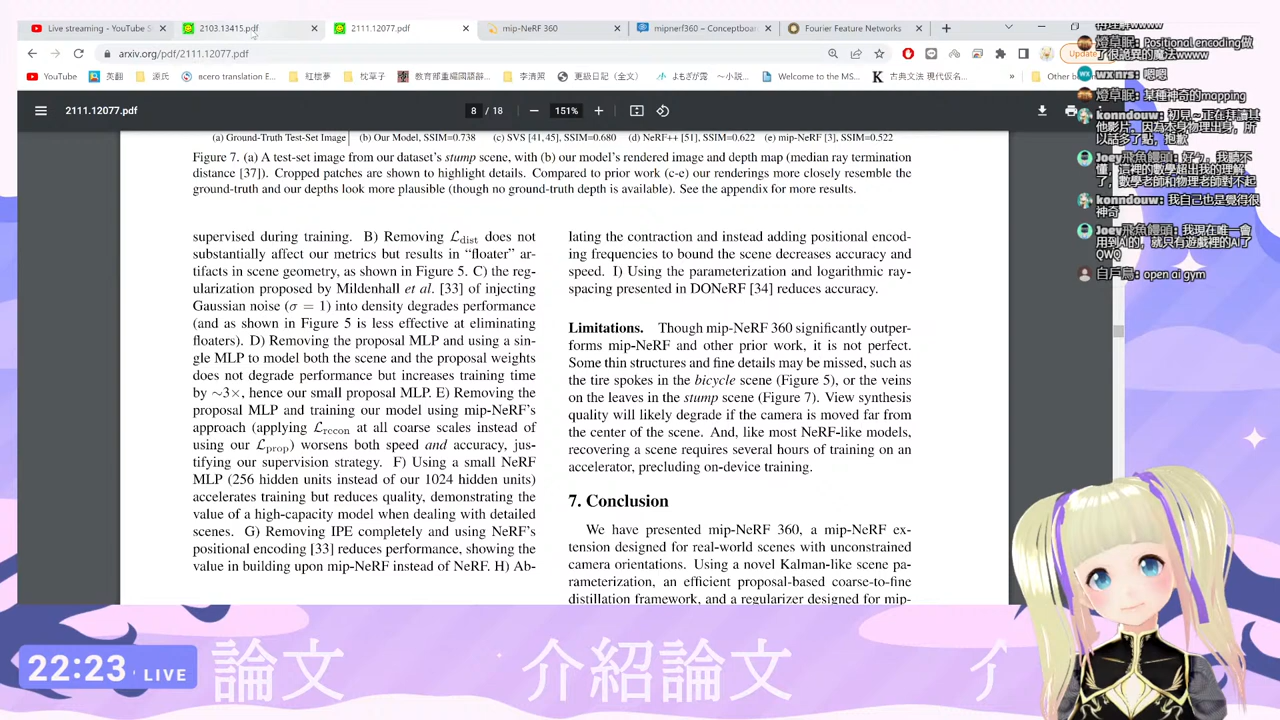 Live streaming - YouTube S
2103.13415.pdf
2111.12077.pdf
mip-NeRF 360
mipnerf360 – Conceptboa
Fourier Feature Networks
arxiv.org/pdf/2111.12077.pdf
Update
YouTube
英翻
源氏
æcero translation E
紅樓夢
枕草子
教育部重編國語辭...
李清照
更級日記（全文）
よもぎが露 ～小説...
Welcome to the MS...
古典文法 現代仮名...
»
Other bo
2111.12077.pdf
8 / 18
151%
(a) Ground-Truth Test-Set Image (b) Our Model, SSIM=0.738 (c) SVS [41,45], SSIM=0.680 (d) NeRF++ [51], SSIM=0.622 (e) mip-NeRF [3], SSIM=0.522
Figure 7. (a) A test-set image from our dataset's stump scene, with (b) our model's rendered image and depth map (median ray termination
distance [37]). Cropped patches are shown to highlight details. Compared to prior work (c-e) our renderings more closely resemble the
ground-truth and our depths look more plausible (though no ground-truth depth is available). See the appendix for more results.
supervised during training. B) Removing Ldist does not
substantially affect our metrics but results in “floater” ar-
tifacts in scene geometry, as shown in Figure 5. C) the reg-
ularization proposed by Mildenhall et al. [33] of injecting
Gaussian noise (σ = 1) into density degrades performance
(and as shown in Figure 5 is less effective at eliminating
floaters). D) Removing the proposal MLP and using a sin-
gle MLP to model both the scene and the proposal weights
does not degrade performance but increases training time
by ∼3×, hence our small proposal MLP. E) Removing the
proposal MLP and training our model using mip-NeRF's
approach (applying Lrecon at all coarse scales instead of
using our Lprop) worsens both speed and accuracy, jus-
tifying our supervision strategy. F) Using a small NeRF
MLP (256 hidden units instead of our 1024 hidden units)
accelerates training but reduces quality, demonstrating the
value of a high-capacity model when dealing with detailed
scenes. G) Removing IPE completely and using NeRF's
positional encoding [33] reduces performance, showing the
value in building upon mip-NeRF instead of NeRF. H) Ab-
lating the contraction and instead adding positional encod-
ing frequencies to bound the scene decreases accuracy and
speed. I) Using the parameterization and logarithmic ray-
spacing presented in DONeRF [34] reduces accuracy.
Limitations. Though mip-NeRF 360 significantly outper-
forms mip-NeRF and other prior work, it is not perfect.
Some thin structures and fine details may be missed, such as
the tire spokes in the bicycle scene (Figure 5), or the veins
on the leaves in the stump scene (Figure 7). View synthesis
quality will likely degrade if the camera is moved far from
the center of the scene. And, like most NeRF-like models,
recovering a scene requires several hours of training on an
accelerator, precluding on-device training.
7. Conclusion
We have presented mip-NeRF 360, a mip-NeRF ex-
tension designed for real-world scenes with unconstrained
camera orientations. Using a novel Kalman-like scene pa-
rameterization, an efficient proposal-based coarse-to-fine
distillation framework, and a regularizer designed for mip-
燈草眠: Positional encoding做
了很詭異的魔法wwww
wx nrs: 嗯嗯
燈草眠: 某種神奇的mapping
konndouw: 初見～正在拜讀其
他影片。因為本身物理出身，所
以話多了點，抱歉
Joey飛魚饅頭: 好ㄅ，我聽不
懂，這裡的數學超出我的理解
了，數學老師和物理老師對不起
konndouw: 我自己也是覺得很
神奇
Joey飛魚饅頭: 我現在唯一會
用到AI的，就只有遊戲裡的AI了
QWQ
白戶鳥: open ai gym
22:23 LIVE
論文
介紹論文
介